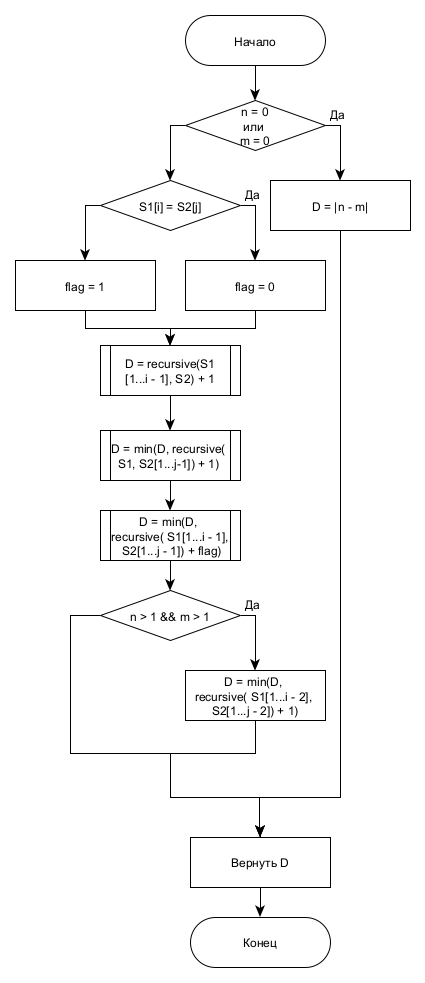 Начало
n = 0
или
m = 0
Да
S1[i] = S2[j]
Да
D = |n - m|
flag = 1
flag = 0
D = recursive(S1
[1...i - 1], S2) + 1
D = min(D, recursive(
S1, S2[1...j-1]) + 1)
D = min(D,
recursive( S1[1...i - 1],
S2[1...j - 1]) + flag)
n > 1 && m > 1
Да
D = min(D,
recursive( S1[1...i - 2],
S2[1...j - 2]) + 1)
Вернуть D
Конец